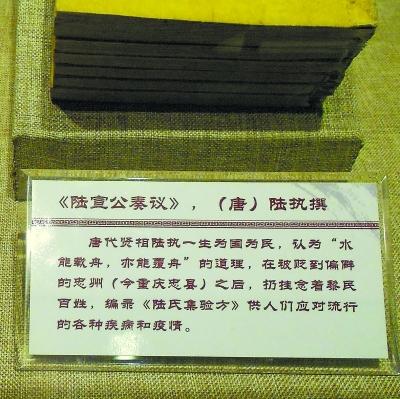 《陆宣公奏议》，（唐）陆执撰
唐代贤相陆执一生为国为民，认为“水
能载舟，亦能覆舟”的道理，在被贬到偏僻
的忠州（今重庆忠县）之后，扔挂念着黎民
百姓，编录《陆氏集验方》供人们应对流行
的各种疾病和疫情。